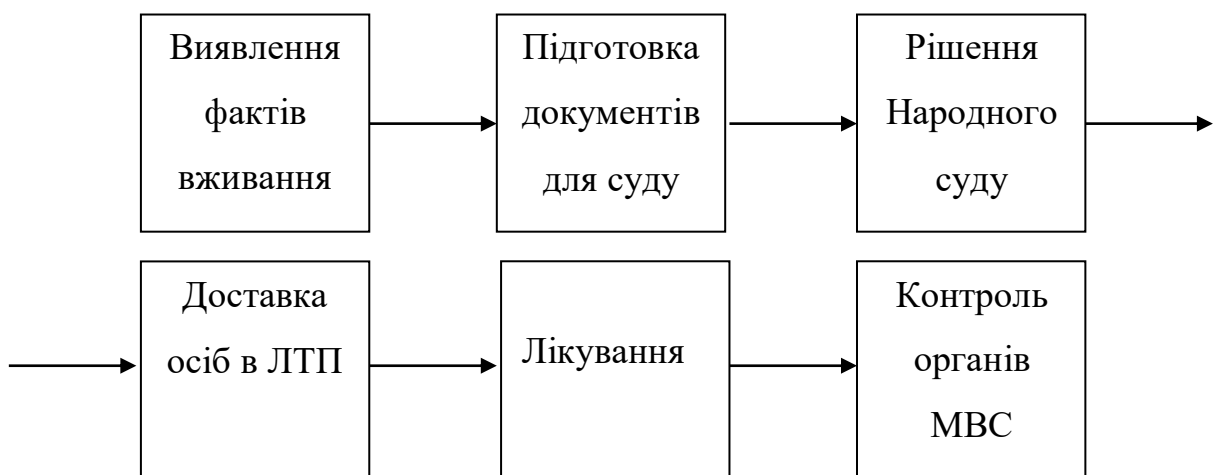 Виявлення
фактів
вживання
Підготовка
документів
для суду
Рішення
Народного
суду
Доставка
осіб в ЛТП
Лікування
Контроль
органів
МВС